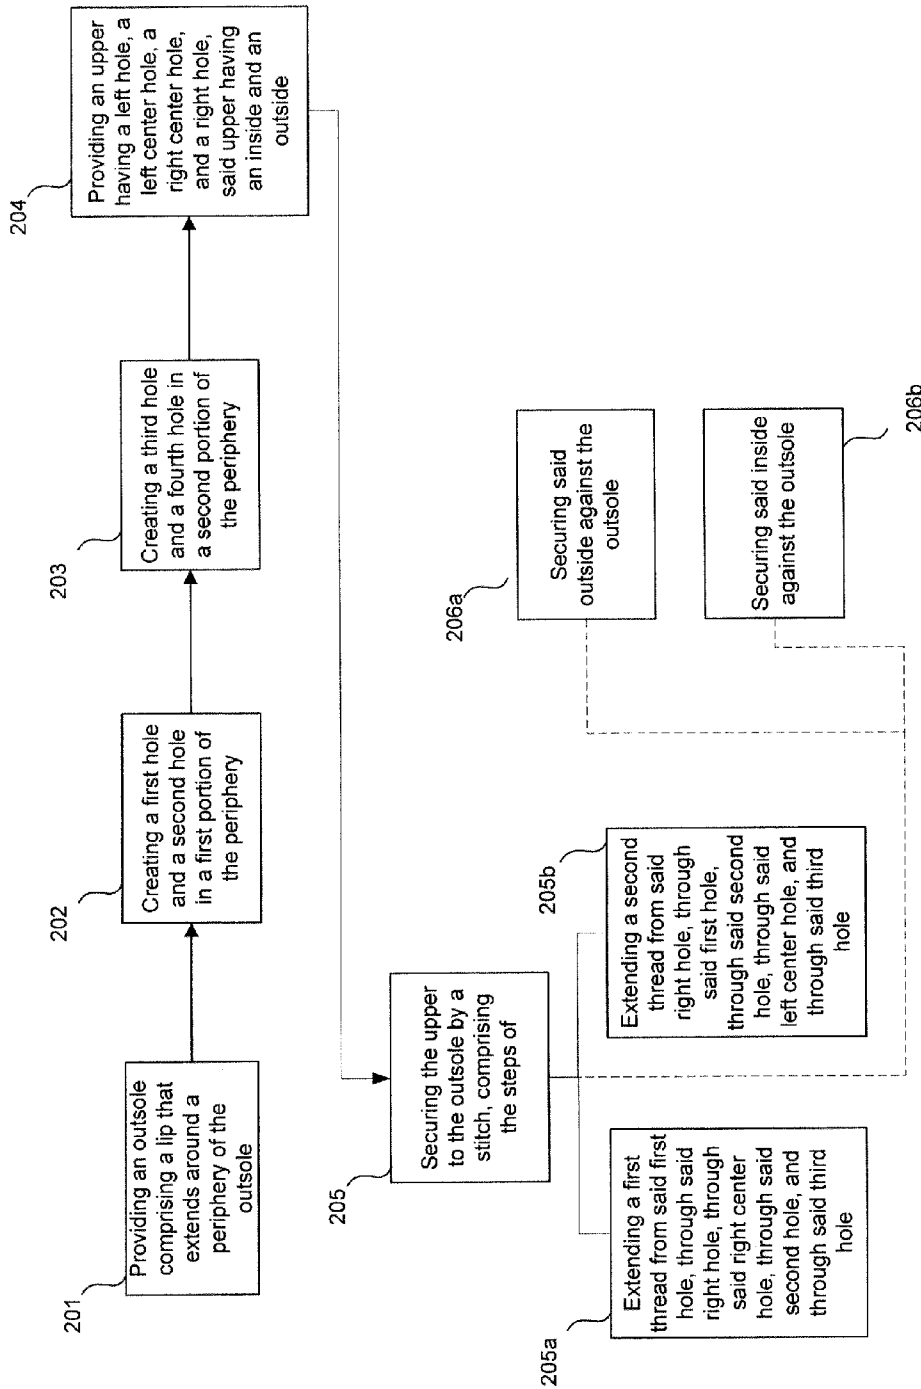 201
Providing an outsole
comprising a lip that
extends around a
periphery of the
outsole
202
Creating a first hole
and a second hole
in a first portion of
the periphery
203
Creating a third hole
and a fourth hole in
a second portion of
the periphery
204
Providing an upper
having a left hole, a
left center hole, a
right center hole,
and a right hole,
said upper having
an inside and an
outside
205
Securing the upper
to the outsole by a
stitch, comprising
the steps of
205a
Extending a first
thread from said first
hole, through said
right hole, through
said right center
hole, through said
second hole, and
through said third
hole
205b
Extending a second
thread from said
right hole, through
said first hole,
through said second
hole, through said
left center hole, and
through said third
hole
206a
Securing said
outside against the
outsole
206b
Securing said inside
against the outsole